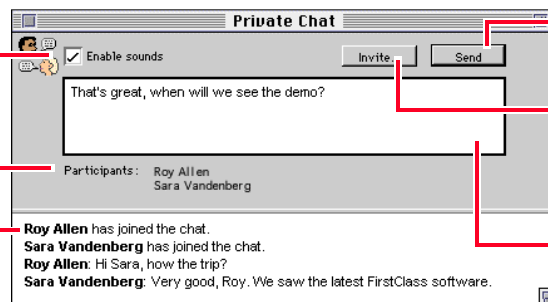 Private Chat
Enable sounds
Invite...
Send
That's great, when will we see the demo?
Participants: Roy Allen
Sara Vandenberg
Roy Allen has joined the chat.
Sara Vandenberg has joined the chat.
Roy Allen: Hi Sara, how the trip?
Sara Vandenberg: Very good, Roy. We saw the latest FirstClass software.